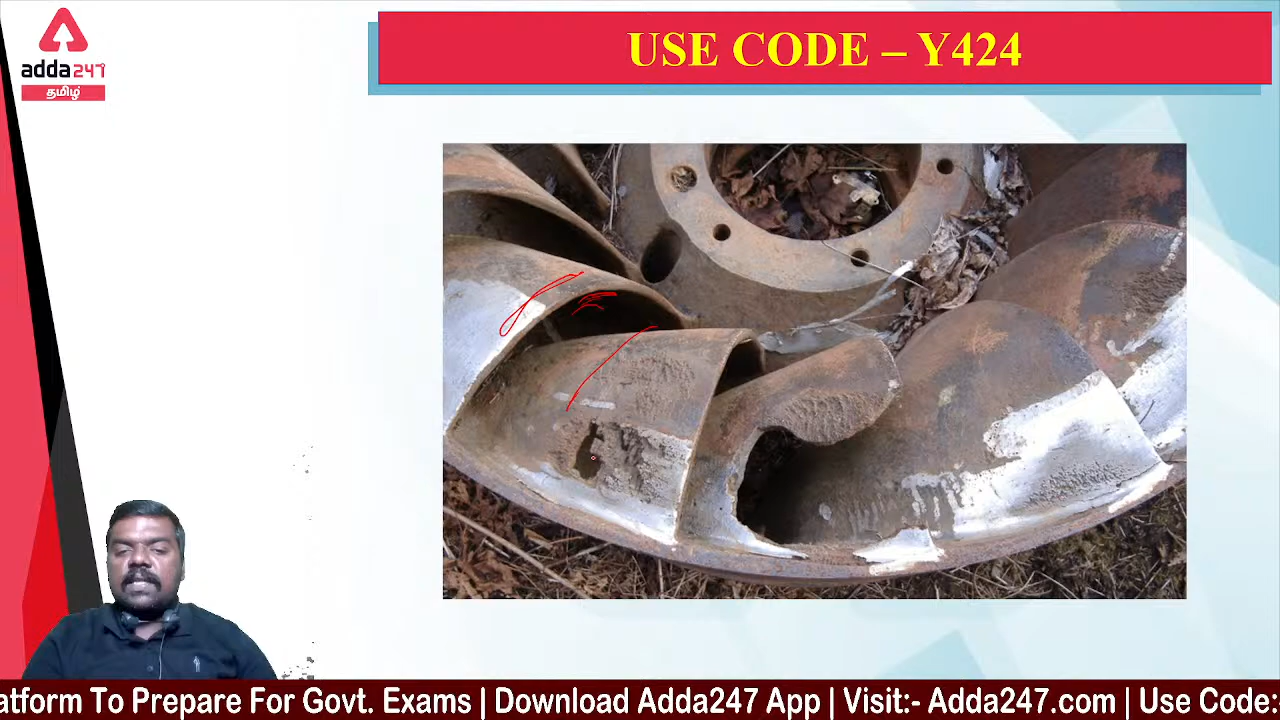 adda247
தமிழ்
USE CODE – Y424
atform To Prepare For Govt. Exams | Download Adda247 App | Visit:- Adda247.com | Use Code: